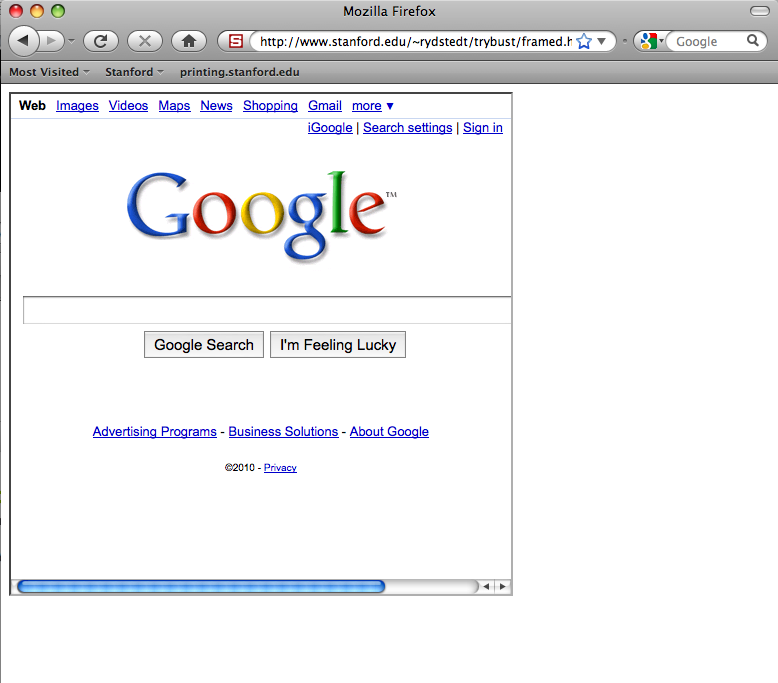 Mozilla Firefox
http://www.stanford.edu/~rydstedt/trybust/framed.h
Google
Most Visited Stanford printing.stanford.edu
Web Images Videos Maps News Shopping Gmail more ▼
iGoogle | Search settings | Sign in
Google™
Google Search I'm Feeling Lucky
Advertising Programs - Business Solutions - About Google
©2010 - Privacy